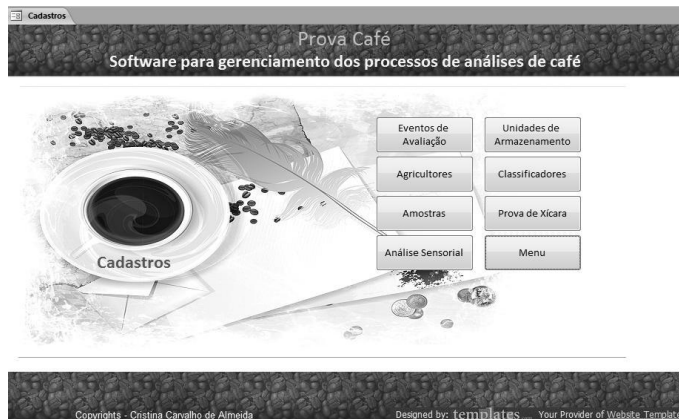 Cadastros
Prova Café
Software para gerenciamento dos processos de análises de café
Eventos de Avaliação
Unidades de Armazenamento
Agricultores
Classificadores
Amostras
Prova de Xícara
Análise Sensorial
Menu
Cadastros
Copyrights - Cristina Carvalho de Almeida
Designed by: templates
Your Provider of Website Template